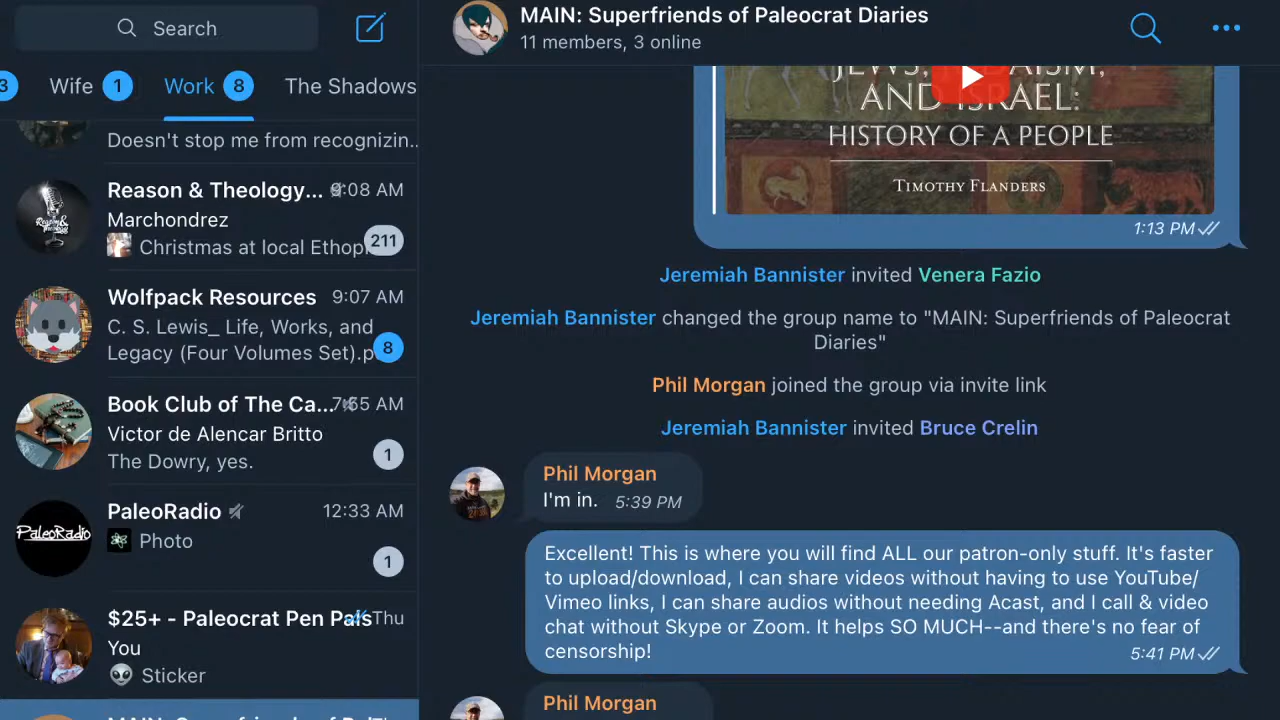 Search
3
Wife 1
Work 8
The Shadows
Doesn't stop me from recognizin...
Reason & Theology... 9:08 AM
Marchondrez
Christmas at local Ethop
211
Wolfpack Resources 9:07 AM
C. S. Lewis_ Life, Works, and
Legacy (Four Volumes Set).p
8
Book Club of The Ca... 7:55 AM
Victor de Alencar Britto
The Dowry, yes.
1
PaleoRadio 12:33 AM
Photo
1
PaleoRadio
$25+ - Paleocrat Pen Pals Thu
You
Sticker
MAIN: Superfriends of Paleocrat Diaries
11 members, 3 online
JEWS, JUDAISM,
AND ISRAEL:
HISTORY OF A PEOPLE
TIMOTHY FLANDERS
1:13 PM
Jeremiah Bannister invited Venera Fazio
Jeremiah Bannister changed the group name to "MAIN: Superfriends of Paleocrat
Diaries"
Phil Morgan joined the group via invite link
Jeremiah Bannister invited Bruce Crelin
Phil Morgan
I'm in. 5:39 PM
Excellent! This is where you will find ALL our patron-only stuff. It's faster
to upload/download, I can share videos without having to use YouTube/
Vimeo links, I can share audios without needing Acast, and I call & video
chat without Skype or Zoom. It helps SO MUCH--and there's no fear of
censorship!
5:41 PM
Phil Morgan